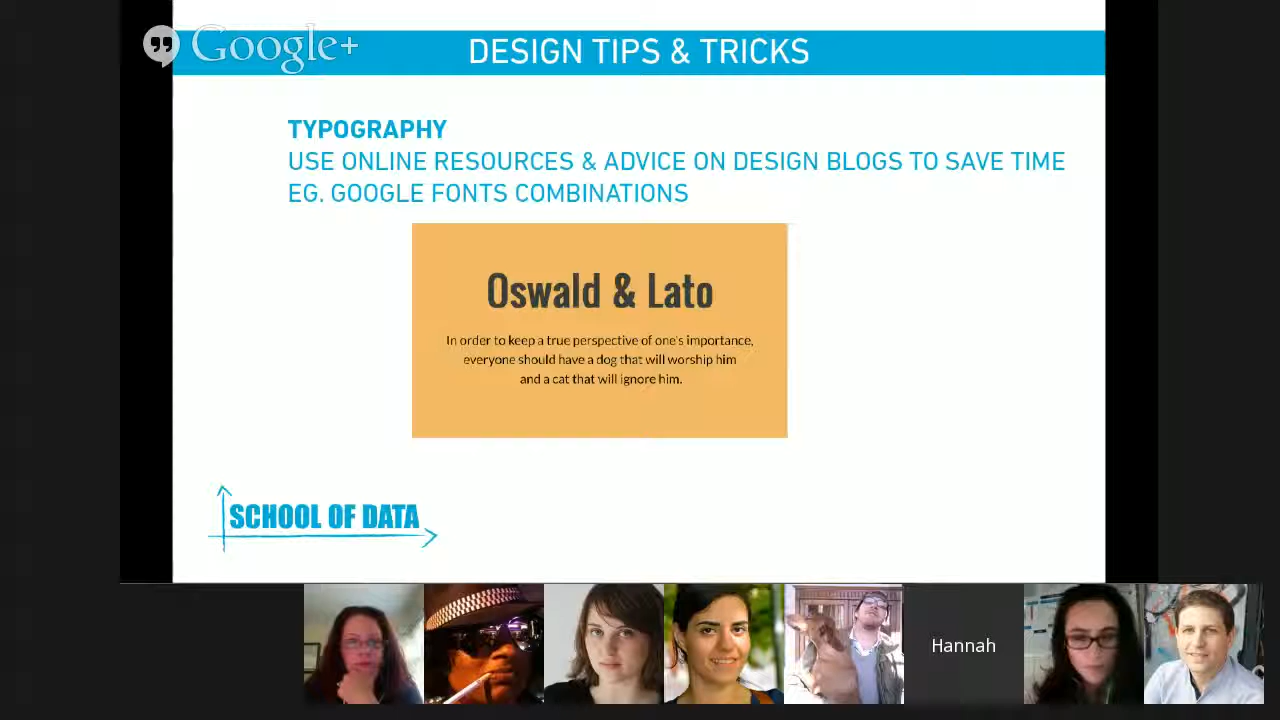 Google+
DESIGN TIPS & TRICKS
TYPOGRAPHY
USE ONLINE RESOURCES & ADVICE ON DESIGN BLOGS TO SAVE TIME
EG. GOOGLE FONTS COMBINATIONS
Oswald & Lato
In order to keep a true perspective of one's importance,
everyone should have a dog that will worship him
and a cat that will ignore him.
SCHOOL OF DATA
Hannah